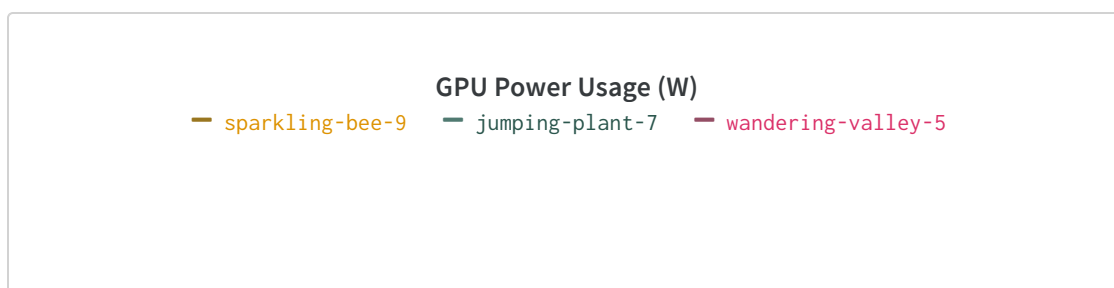 GPU Power Usage (W)
sparkling-bee-9 jumping-plant-7 wandering-valley-5